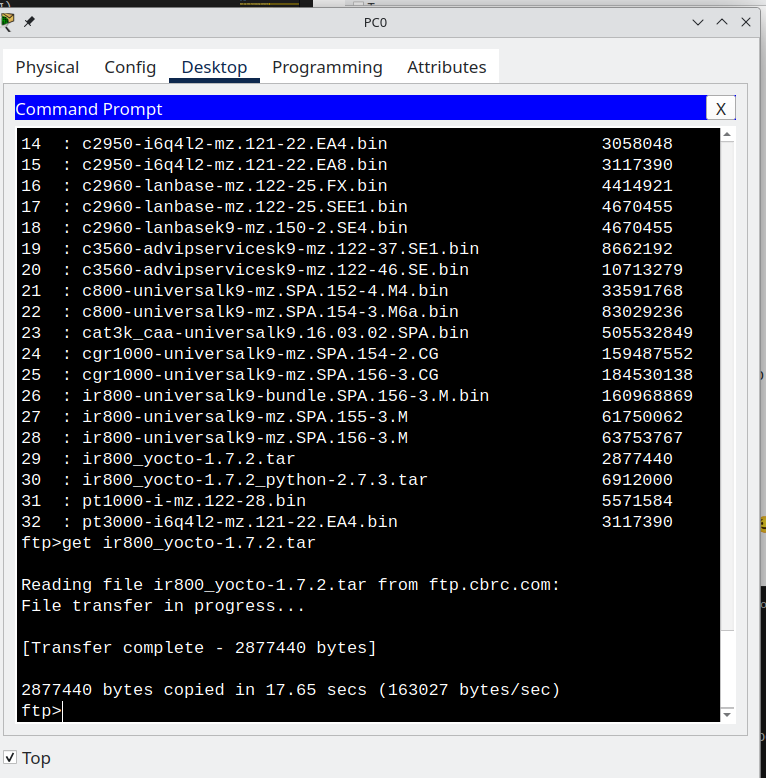 PC0
Physical Config Desktop Programming Attributes
Command Prompt X
14 : c2950-i6q4l2-mz.121-22.EA4.bin 3058048
15 : c2950-i6q4l2-mz.121-22.EA8.bin 3117390
16 : c2960-lanbase-mz.122-25.FX.bin 4414921
17 : c2960-lanbase-mz.122-25.SEE1.bin 4670455
18 : c2960-lanbasek9-mz.150-2.SE4.bin 4670455
19 : c3560-advipservicesk9-mz.122-37.SE1.bin 8662192
20 : c3560-advipservicesk9-mz.122-46.SE.bin 10713279
21 : c800-universalk9-mz.SPA.152-4.M4.bin 33591768
22 : c800-universalk9-mz.SPA.154-3.M6a.bin 83029236
23 : cat3k_caa-universalk9.16.03.02.SPA.bin 505532849
24 : cgr1000-universalk9-mz.SPA.154-2.CG 159487552
25 : cgr1000-universalk9-mz.SPA.156-3.CG 184530138
26 : ir800-universalk9-bundle.SPA.156-3.M.bin 160968869
27 : ir800-universalk9-mz.SPA.155-3.M 61750062
28 : ir800-universalk9-mz.SPA.156-3.M 63753767
29 : ir800_yocto-1.7.2.tar 2877440
30 : ir800_yocto-1.7.2_python-2.7.3.tar 6912000
31 : pt1000-i-mz.122-28.bin 5571584
32 : pt3000-i6q4l2-mz.121-22.EA4.bin 3117390
ftp>get ir800_yocto-1.7.2.tar
Reading file ir800_yocto-1.7.2.tar from ftp.cbrc.com:
File transfer in progress...
[Transfer complete - 2877440 bytes]
2877440 bytes copied in 17.65 secs (163027 bytes/sec)
ftp>
Top